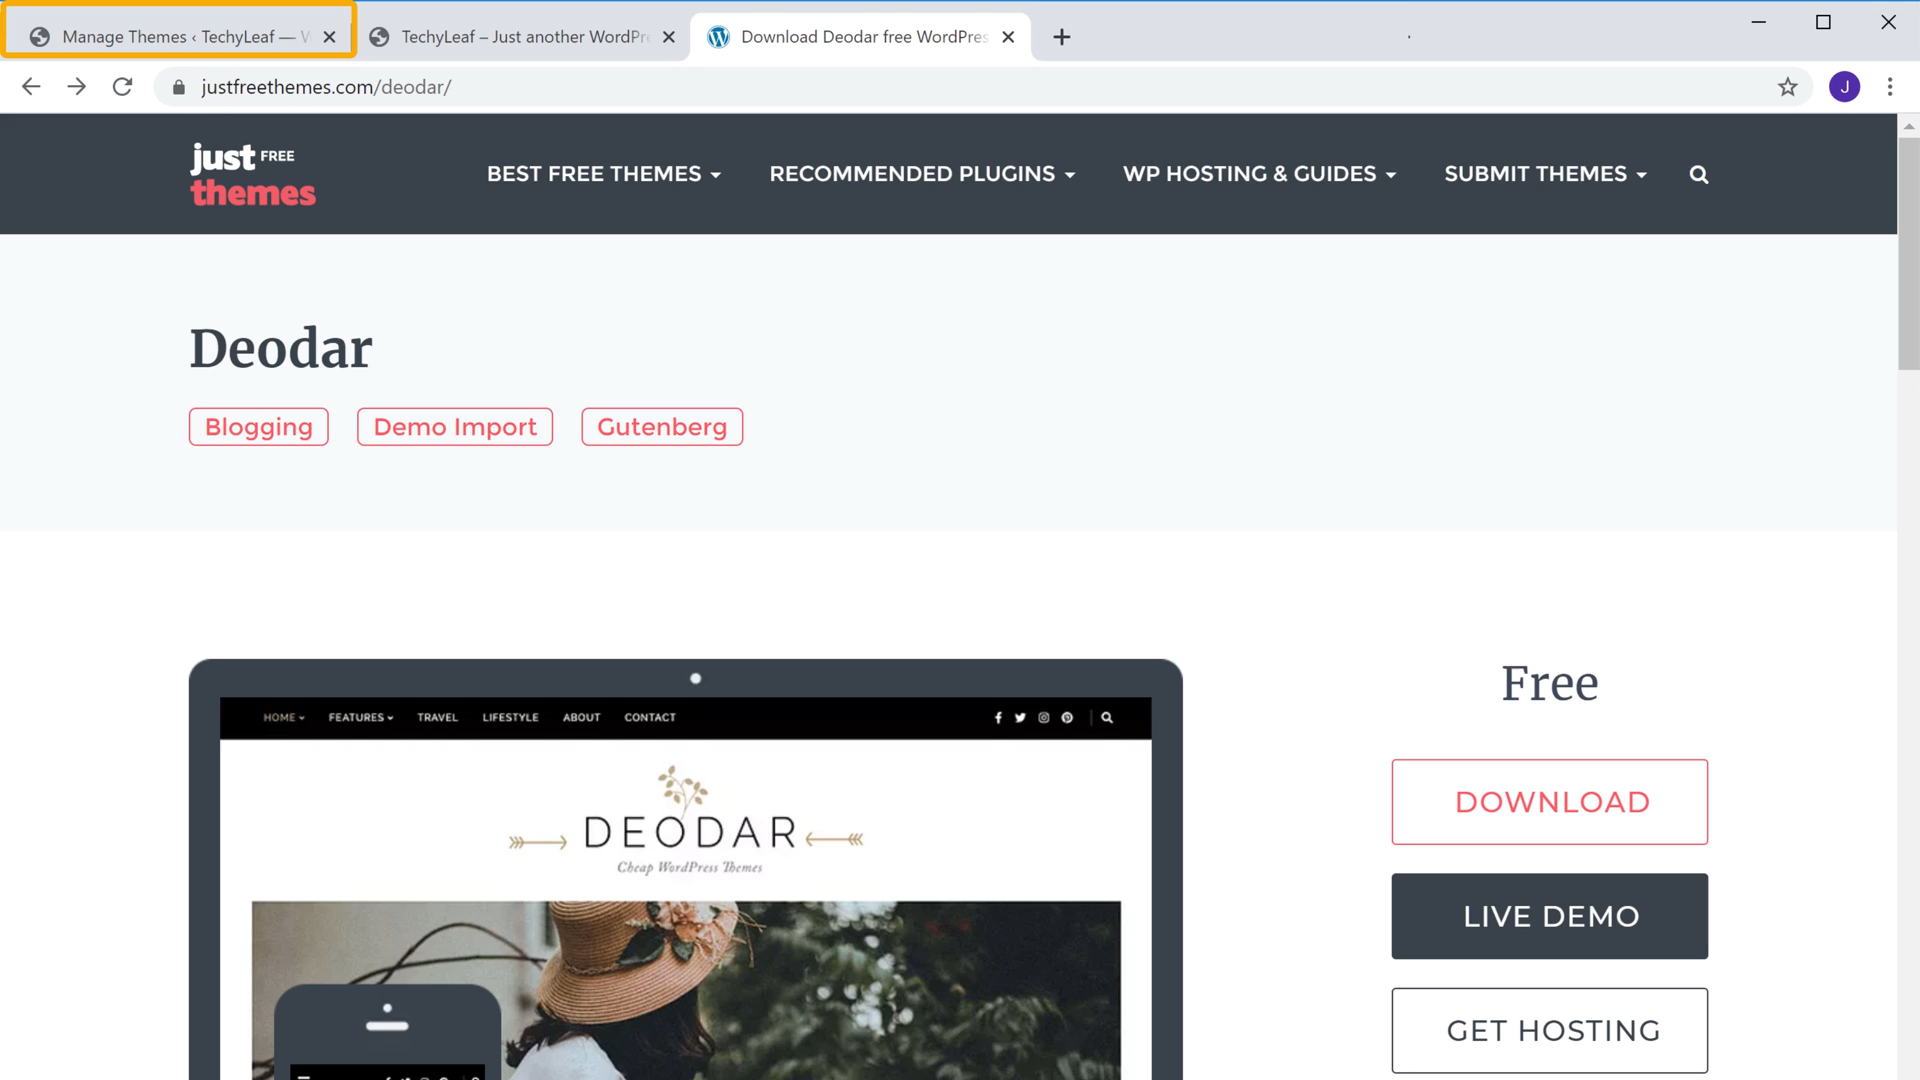 Manage Themes ‹ TechyLeaf —
TechyLeaf – Just another WordPr
Download Deodar free WordPres
justfreethemes.com/deodar/
J
just FREE
themes
BEST FREE THEMES
RECOMMENDED PLUGINS
WP HOSTING & GUIDES
SUBMIT THEMES
Deodar
Blogging
Demo Import
Gutenberg
HOME
FEATURES
TRAVEL
LIFESTYLE
ABOUT
CONTACT
DEODAR
Cheap WordPress Themes
Free
DOWNLOAD
LIVE DEMO
GET HOSTING